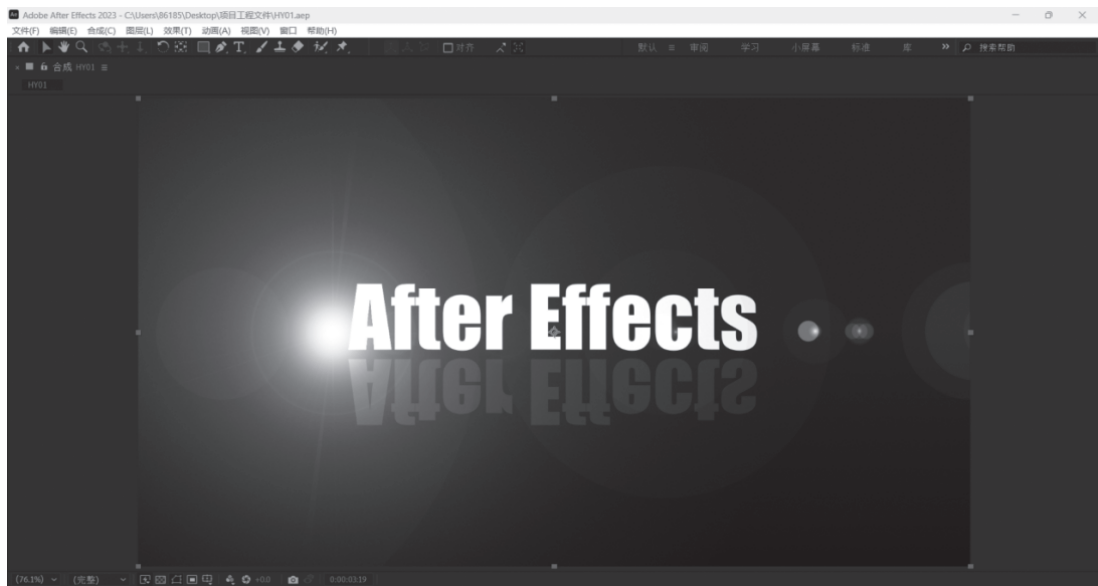 Adobe After Effects 2023 - C:\Users\86185\Desktop\项目工程文件\HY01.aep
文件(F) 编辑(E) 合成(C) 图层(L) 效果(T) 动画(A) 视图(V) 窗口 帮助(H)
对齐 默认 审阅 学习 小屏幕 标准 库 搜索帮助
合成 HY01
HY01
After Effects
After Effects
(76.1%) (完整) +0.0 0:00:03:19